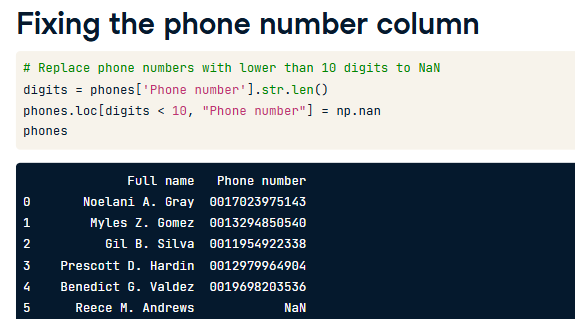 Fixing the phone number column
# Replace phone numbers with lower than 10 digits to NaN
digits = phones['Phone number'].str.len()
phones.loc[digits < 10, "Phone number"] = np.nan
phones
Full name Phone number
0 Noelani A. Gray 0017023975143
1 Myles Z. Gomez 0013294850540
2 Gil B. Silva 0011954922338
3 Prescott D. Hardin 0012979964904
4 Benedict G. Valdez 0019698203536
5 Reece M. Andrews NaN